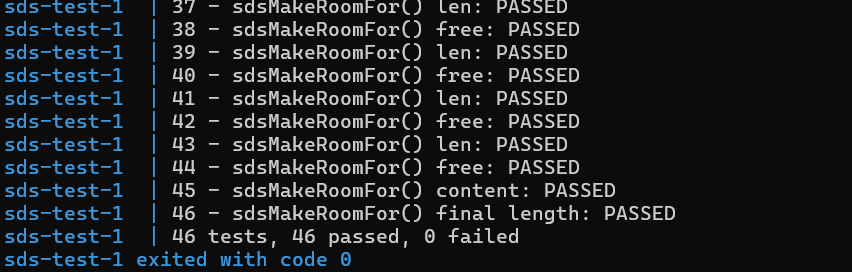 sds-test-1  | 37 - sdsMakeRoomFor() len: PASSED
sds-test-1  | 38 - sdsMakeRoomFor() free: PASSED
sds-test-1  | 39 - sdsMakeRoomFor() len: PASSED
sds-test-1  | 40 - sdsMakeRoomFor() free: PASSED
sds-test-1  | 41 - sdsMakeRoomFor() len: PASSED
sds-test-1  | 42 - sdsMakeRoomFor() free: PASSED
sds-test-1  | 43 - sdsMakeRoomFor() len: PASSED
sds-test-1  | 44 - sdsMakeRoomFor() free: PASSED
sds-test-1  | 45 - sdsMakeRoomFor() content: PASSED
sds-test-1  | 46 - sdsMakeRoomFor() final length: PASSED
sds-test-1  | 46 tests, 46 passed, 0 failed
sds-test-1 exited with code 0